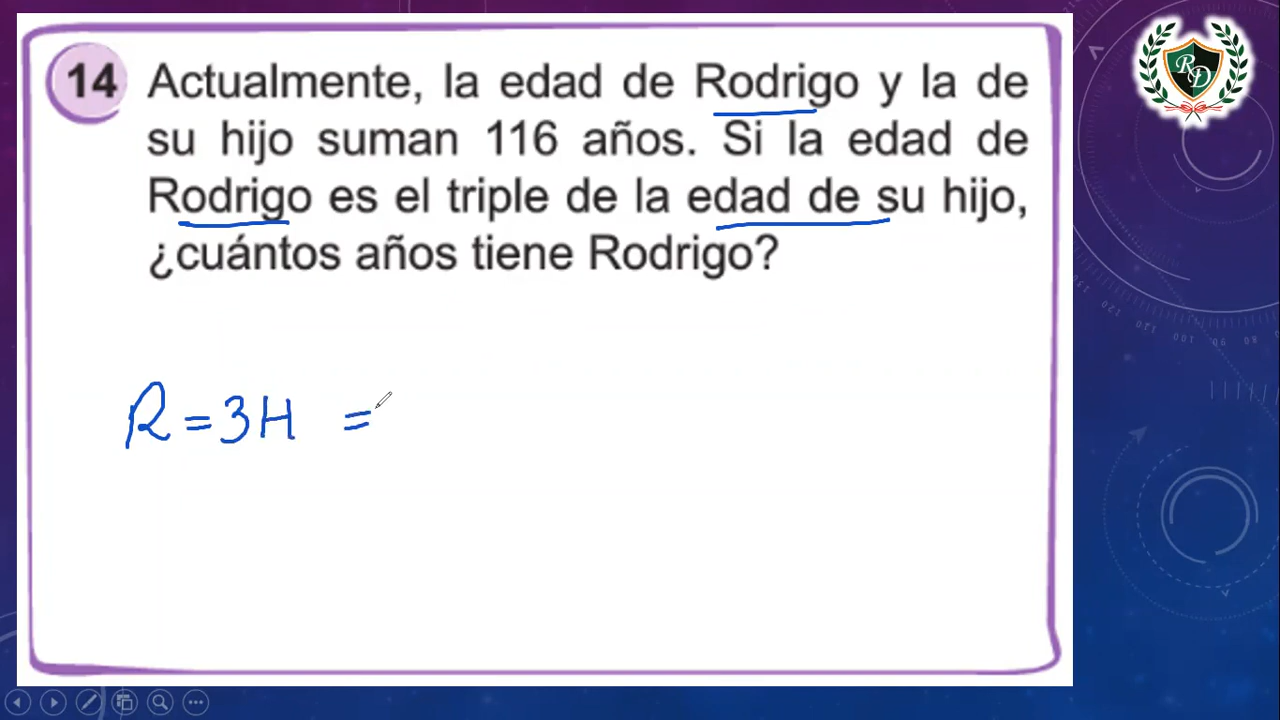 14 Actualmente, la edad de Rodrigo y la de
su hijo suman 116 años. Si la edad de
Rodrigo es el triple de la edad de su hijo,
¿cuántos años tiene Rodrigo?
R = 3H =
RD